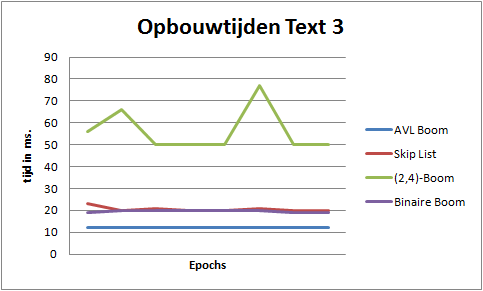 Opbouwtijden Text 3
90
80
70
60
50
40
30
20
10
0
tijd in ms.
Epochs
AVL Boom
Skip List
(2,4)-Boom
Binaire Boom